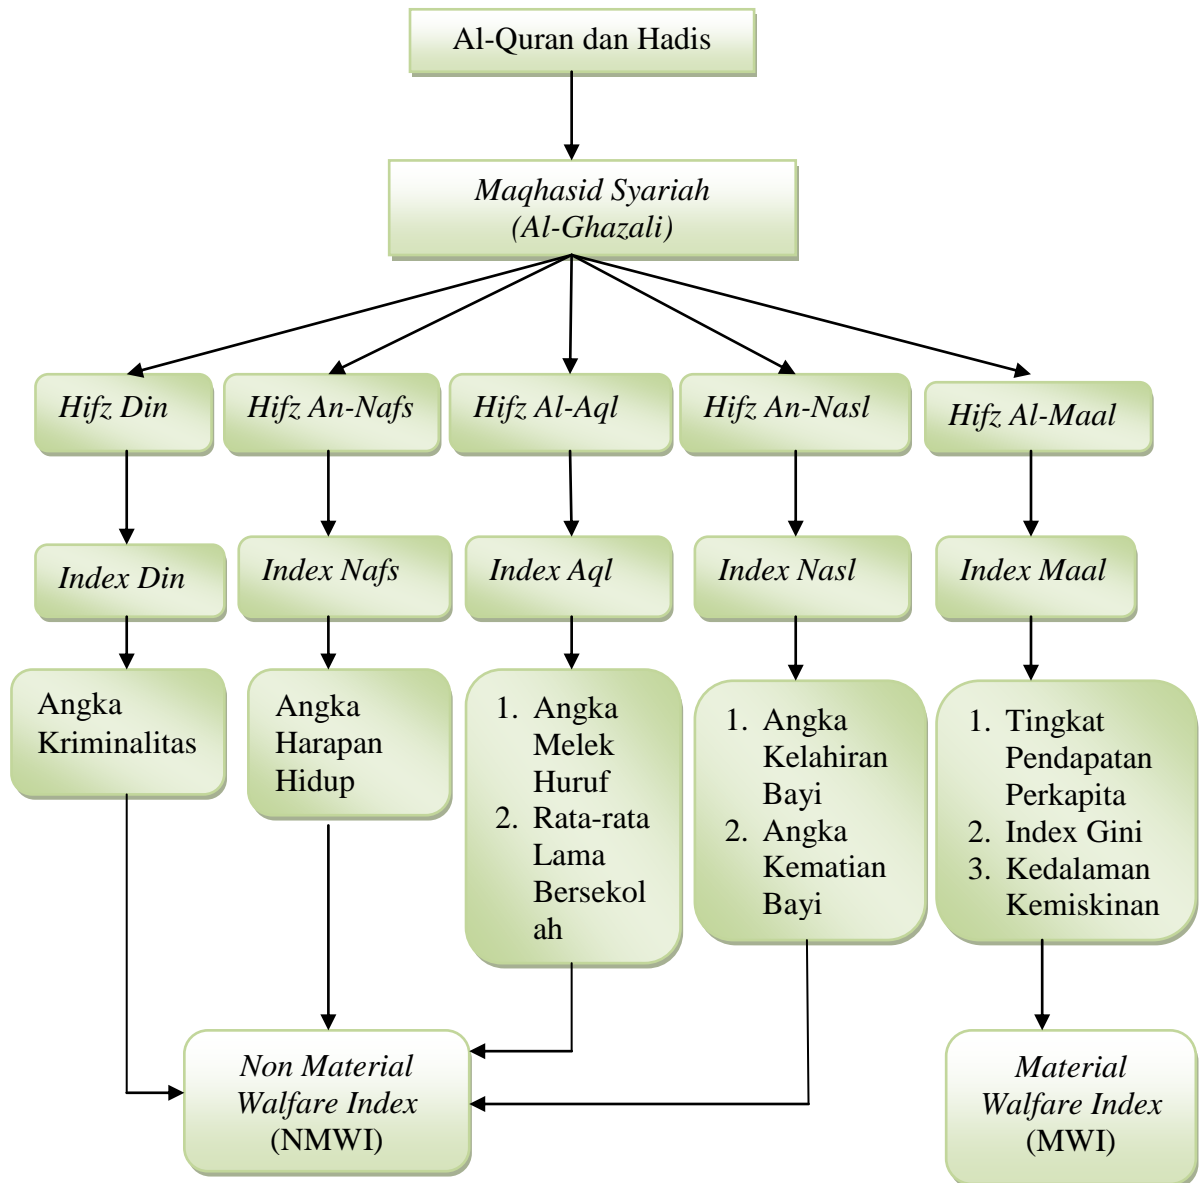 Al-Quran dan Hadis
Maqhasid Syariah
(Al-Ghazali)
Hifz Din
Hifz An-Nafs
Hifz Al-Aql
Hifz An-Nasl
Hifz Al-Maal
Index Din
Index Nafs
Index Aql
Index Nasl
Index Maal
Angka
Kriminalitas
Angka
Harapan
Hidup
1. Angka
Melek
Huruf
2. Rata-rata
Lama
Bersekol
ah
1. Angka
Kelahiran
Bayi
2. Angka
Kematian
Bayi
1. Tingkat
Pendapatan
Perkapita
2. Index Gini
3. Kedalaman
Kemiskinan
Non Material
Walfare Index
(NMWI)
Material
Walfare Index
(MWI)